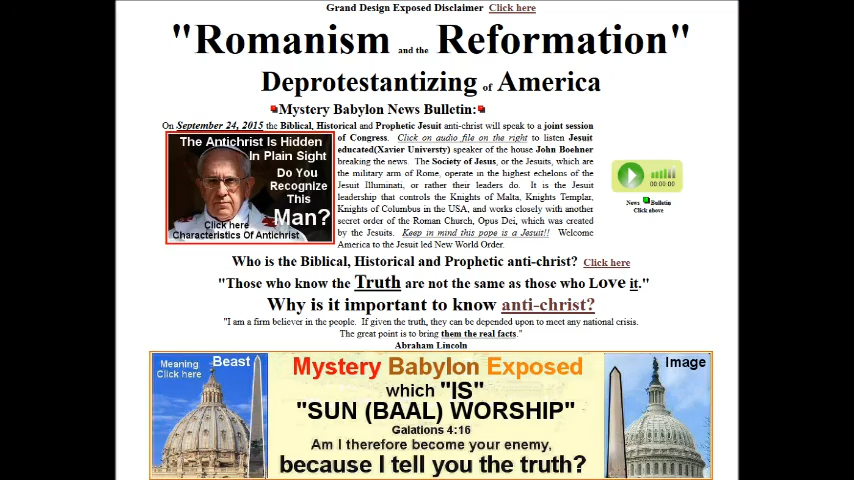 Grand Design Exposed Disclaimer Click here
"Romanism and the Reformation"
Deprotestantizing of America
Mystery Babylon News Bulletin:
On September 24, 2015 the Biblical, Historical and Prophetic Jesuit anti-christ will speak to a joint session
of Congress. Click on audio file on the right to listen Jesuit
educated(Xavier Universty) speaker of the house John Boehner
breaking the news. The Society of Jesus, or the Jesuits, which are
the military arm of Rome, operate in the highest echelons of the
Jesuit Illuminati, or rather their leaders do. It is the Jesuit
leadership that controls the Knights of Malta, Knights Templar,
Knights of Columbus in the USA, and works closely with another
secret order of the Roman Church, Opus Dei, which was created
by the Jesuits. Keep in mind this pope is a Jesuit!! Welcome
America to the Jesuit led New World Order.
The Antichrist Is Hidden
In Plain Sight
Do You
Recognize
This
Man?
Click here
Characteristics Of Antichrist
00:00:00
News Bulletin
Click above
Who is the Biblical, Historical and Prophetic anti-christ? Click here
"Those who know the Truth are not the same as those who Love it."
Why is it important to know anti-christ?
"I am a firm believer in the people. If given the truth, they can be depended upon to meet any national crisis.
The great point is to bring them the real facts."
Abraham Lincoln
Meaning
Click here
Beast
Mystery Babylon Exposed
which "IS"
"SUN (BAAL) WORSHIP"
Galations 4:16
Am I therefore become your enemy,
because I tell you the truth?
Image